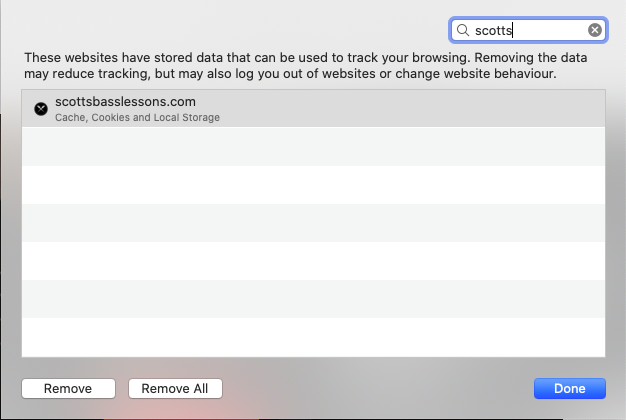 scotts
These websites have stored data that can be used to track your browsing. Removing the data
may reduce tracking, but may also log you out of websites or change website behaviour.
scottsbasslessons.com
Cache, Cookies and Local Storage
Remove
Remove All
Done